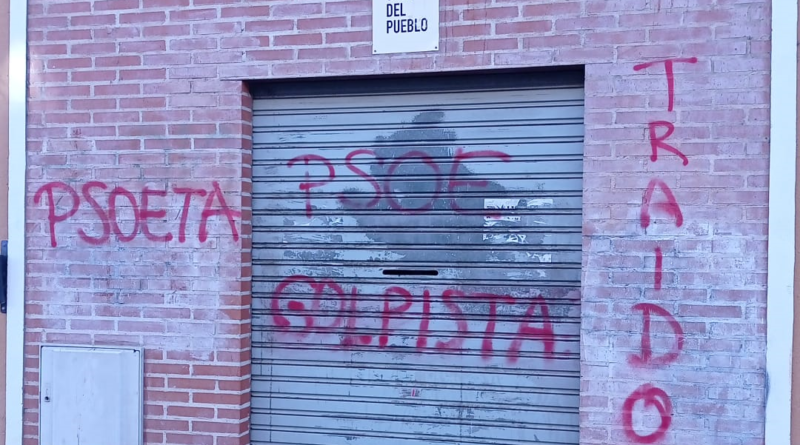 DEL
PUEBLO
PSOETA
PSOE
GOLPISTA
TRAIDO